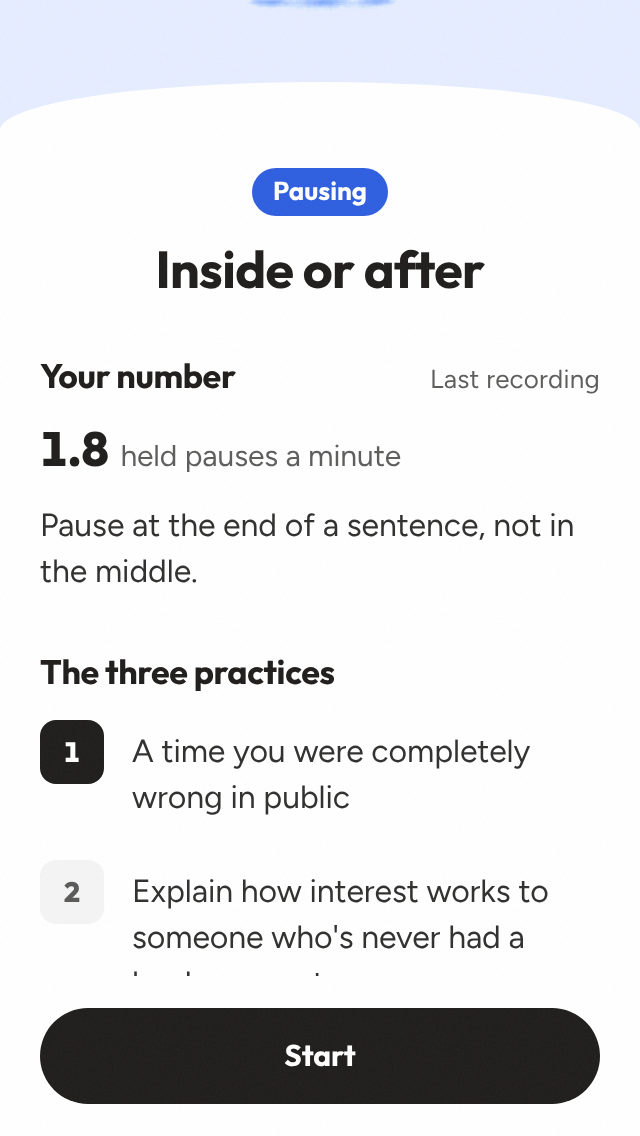 Pausing
Inside or after
Your number
Last recording
1.8 held pauses a minute
Pause at the end of a sentence, not in
the middle.
The three practices
1
A time you were completely
wrong in public
2
Explain how interest works to
someone who's never had a
Start